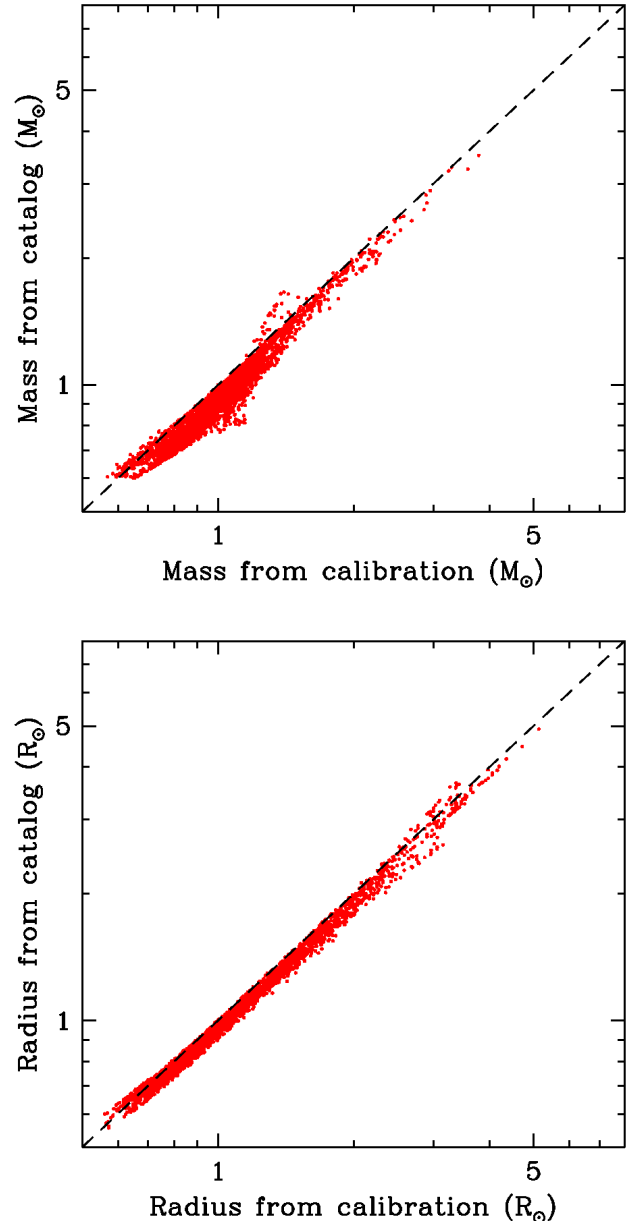 5
1
Mass from catalog (M⊙)
1 5
Mass from calibration (M⊙)
5
1
Radius from catalog (R⊙)
1 5
Radius from calibration (R⊙)